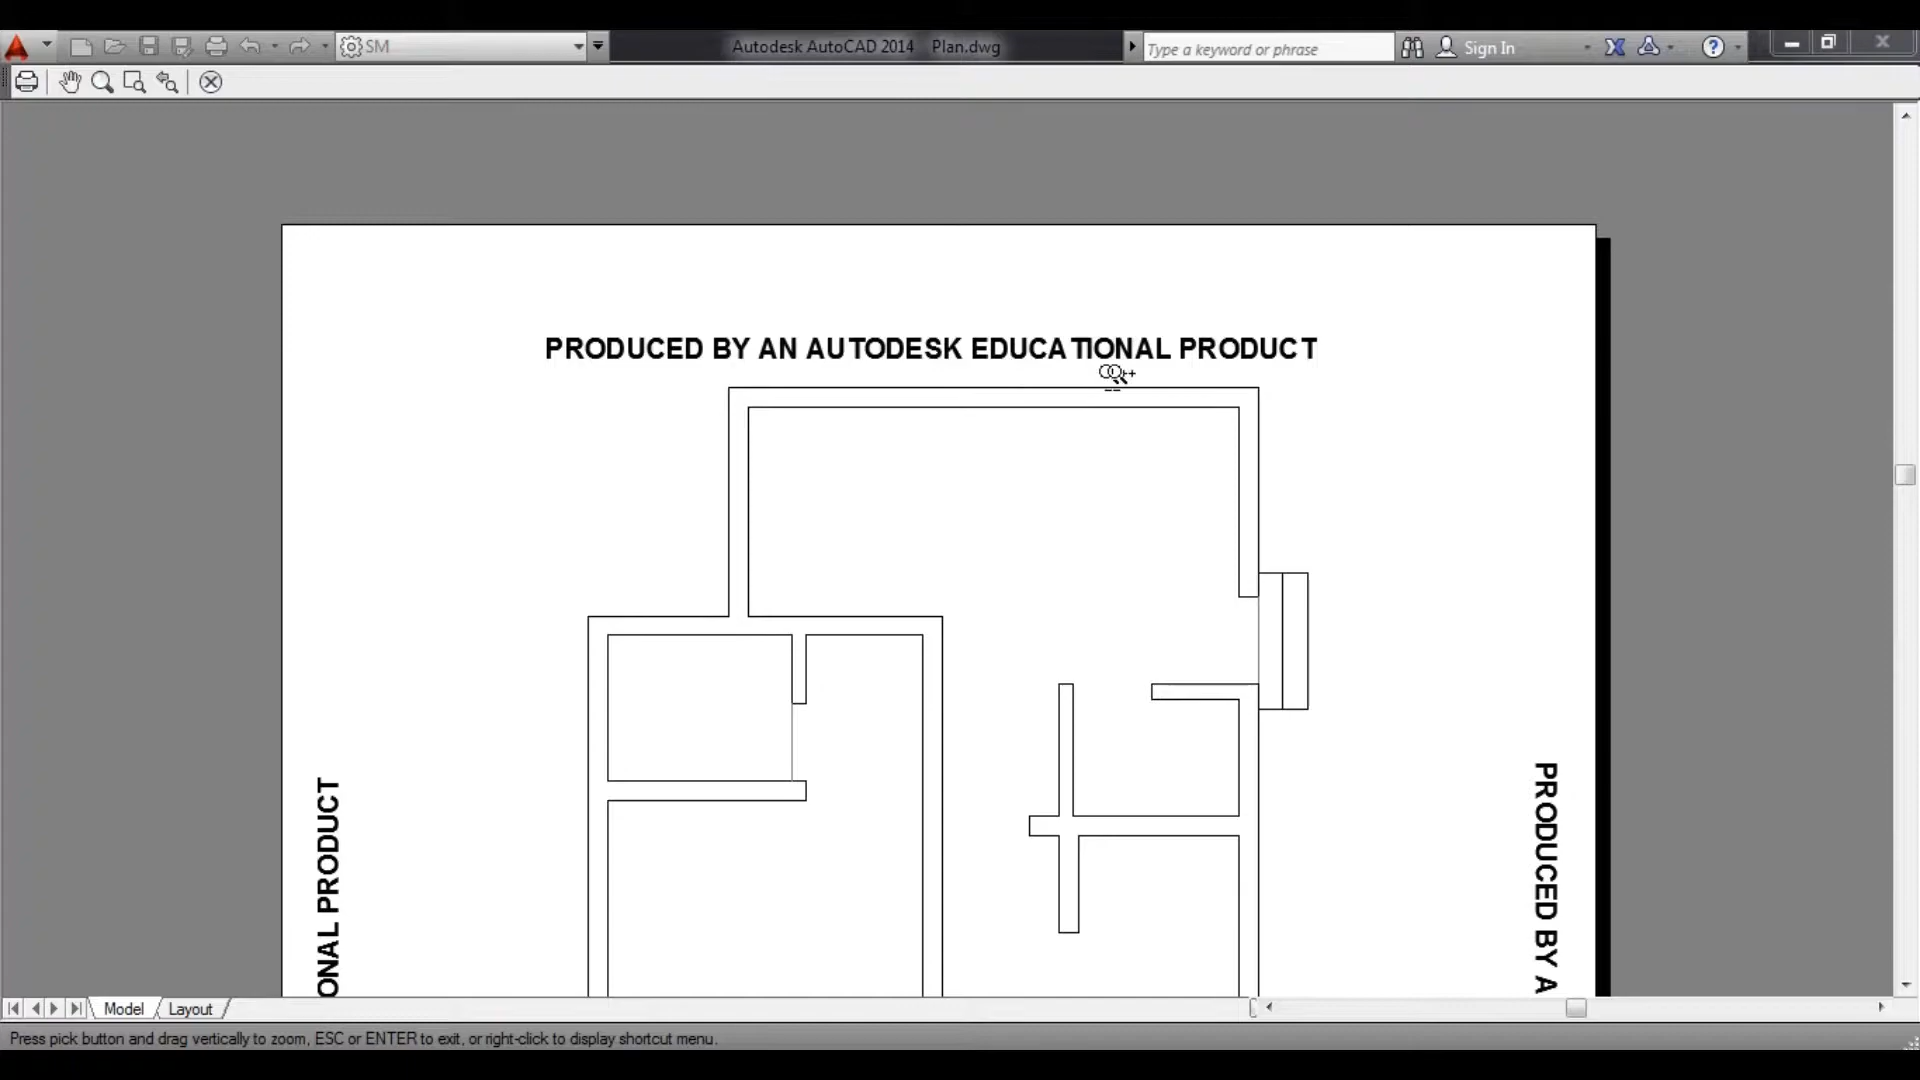 SM
Autodesk AutoCAD 2014 Plan.dwg
Type a keyword or phrase
Sign In
PRODUCED BY AN AUTODESK EDUCATIONAL PRODUCT
ONAL PRODUCT
PRODUCED BY A
Model
Layout
Press pick button and drag vertically to zoom, ESC or ENTER to exit, or right-click to display shortcut menu.